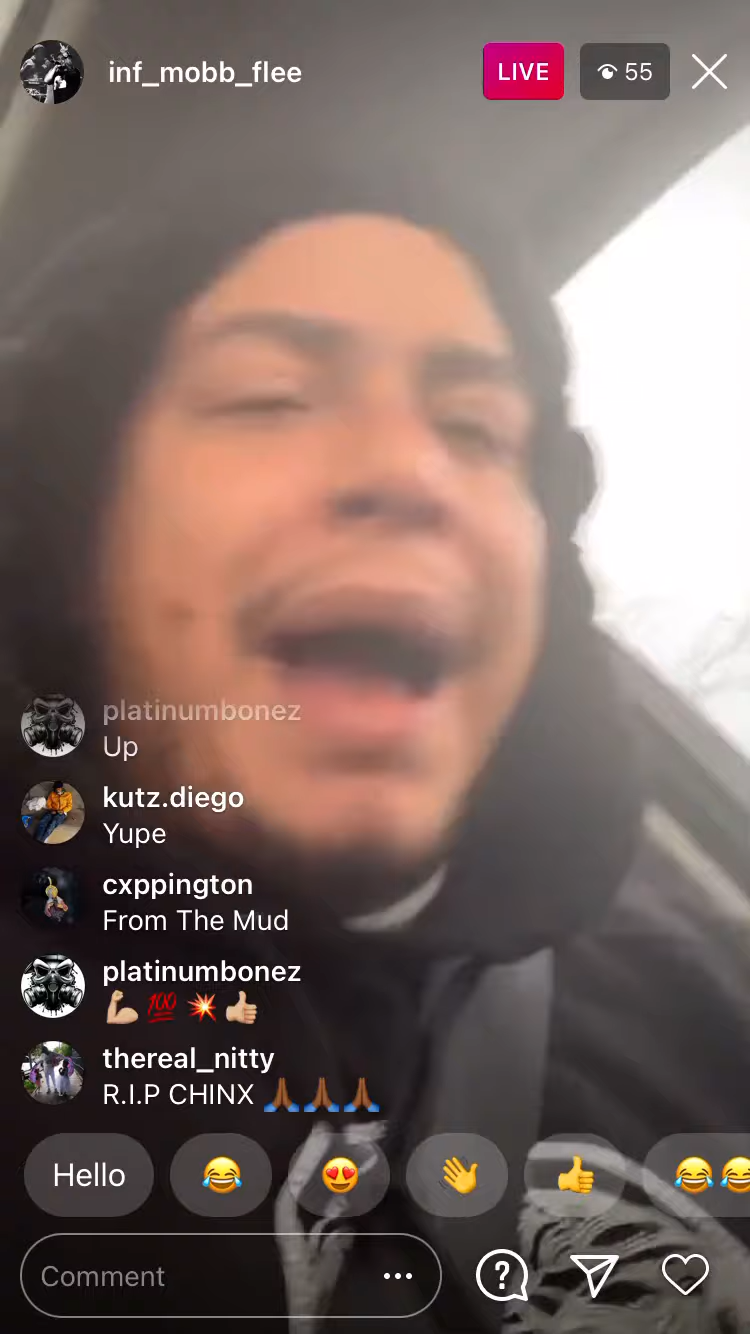 inf_mobb_flee
LIVE
55
platinumbonez
Up
kutz.diego
Yupe
cxppington
From The Mud
platinumbonez
💪🏼 💯 💥 👍🏼
thereal_nitty
R.I.P CHINX 🙏🏾🙏🏾🙏🏾
Hello 😂 😍 👋 👍 😂😂
Comment